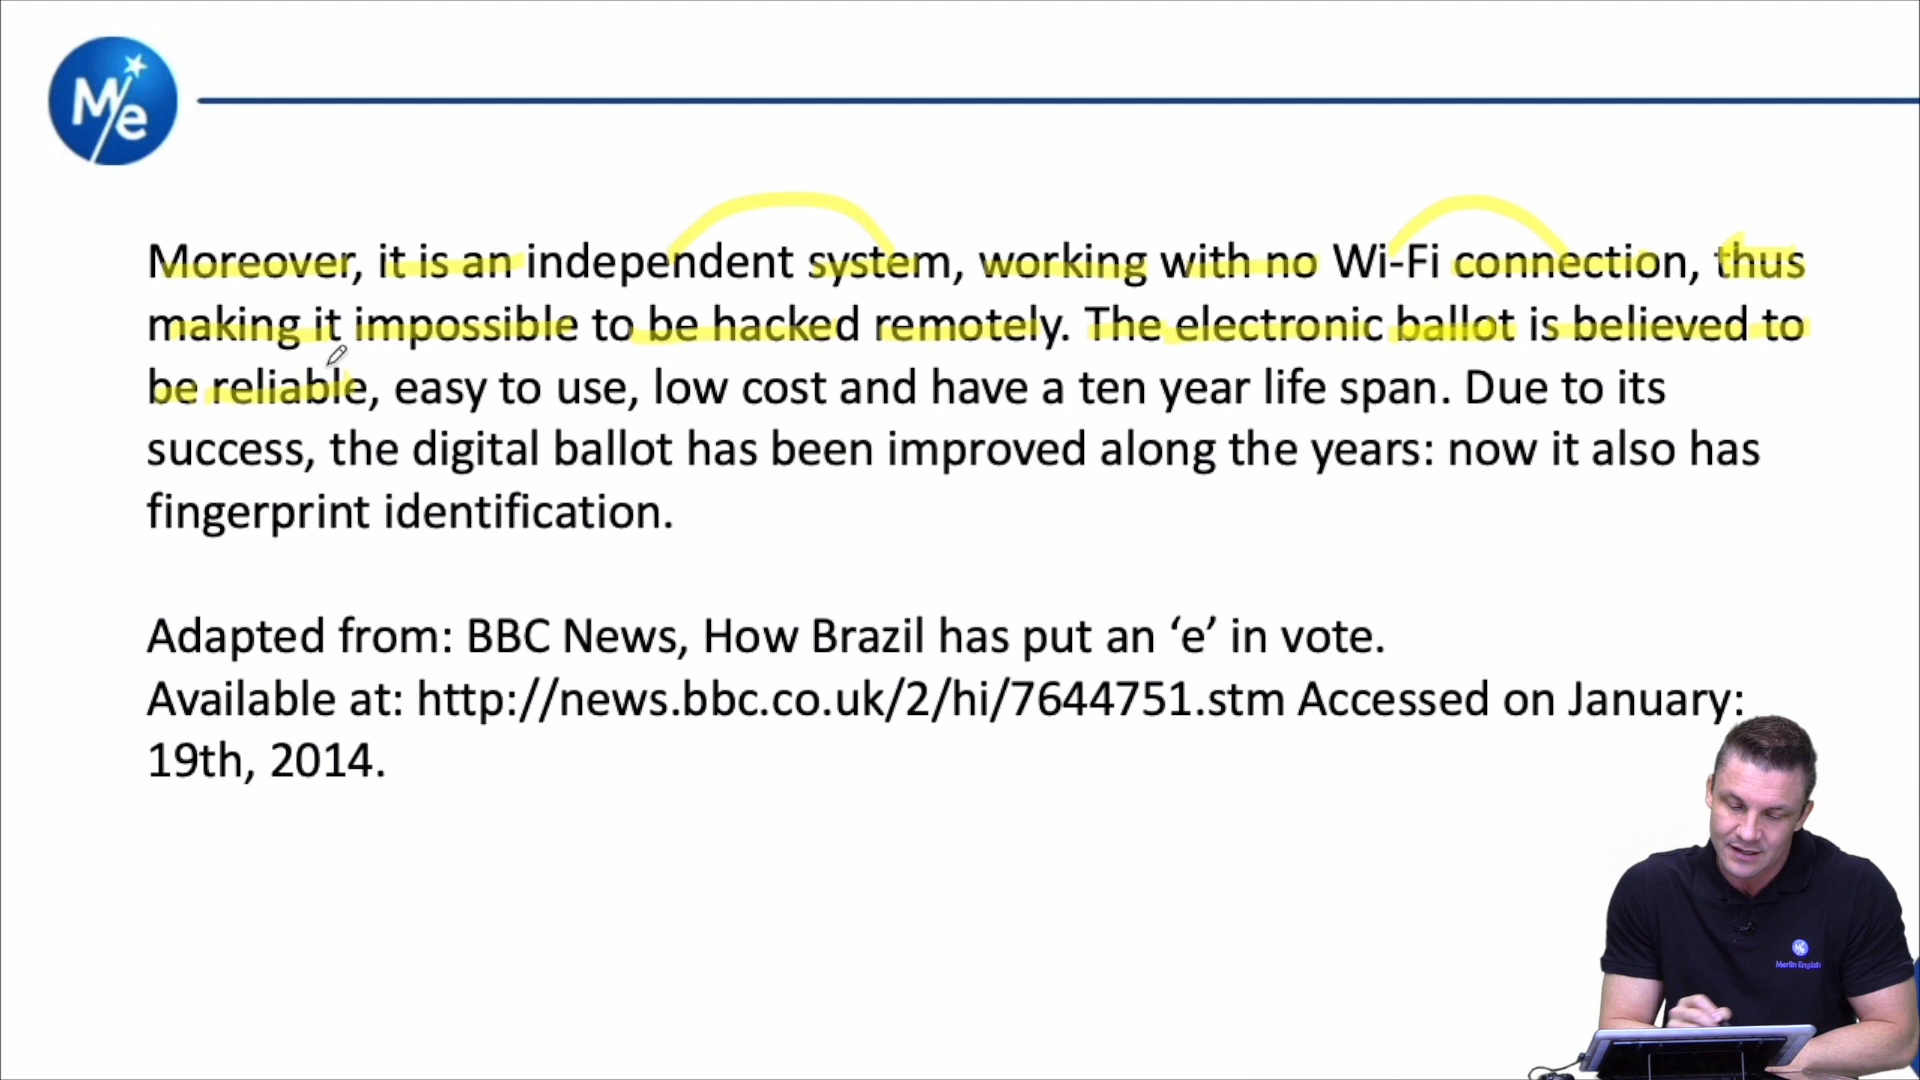 M/e
Moreover, it is an independent system, working with no Wi-Fi connection, thus
making it impossible to be hacked remotely. The electronic ballot is believed to
be reliable, easy to use, low cost and have a ten year life span. Due to its
success, the digital ballot has been improved along the years: now it also has
fingerprint identification.
Adapted from: BBC News, How Brazil has put an ‘e’ in vote.
Available at: http://news.bbc.co.uk/2/hi/7644751.stm Accessed on January:
19th, 2014.
Merlin English